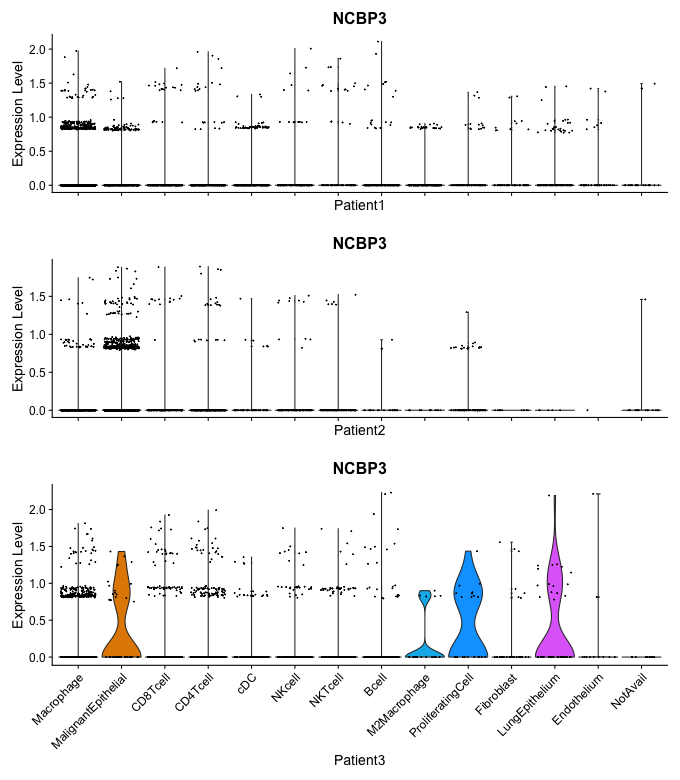 NCBP3
Expression Level
2.0
1.5
1.0
0.5
0.0
Patient1
NCBP3
Expression Level
1.5
1.0
0.5
0.0
Patient2
NCBP3
Expression Level
2.0
1.5
1.0
0.5
0.0
Macrophage
MalignantEpithelial
CD8Tcell
CD4Tcell
cDC
NKcell
NKTcell
Bcell
M2Macrophage
ProliferatingCell
Fibroblast
LungEpithelium
Endothelium
NotAvail
Patient3